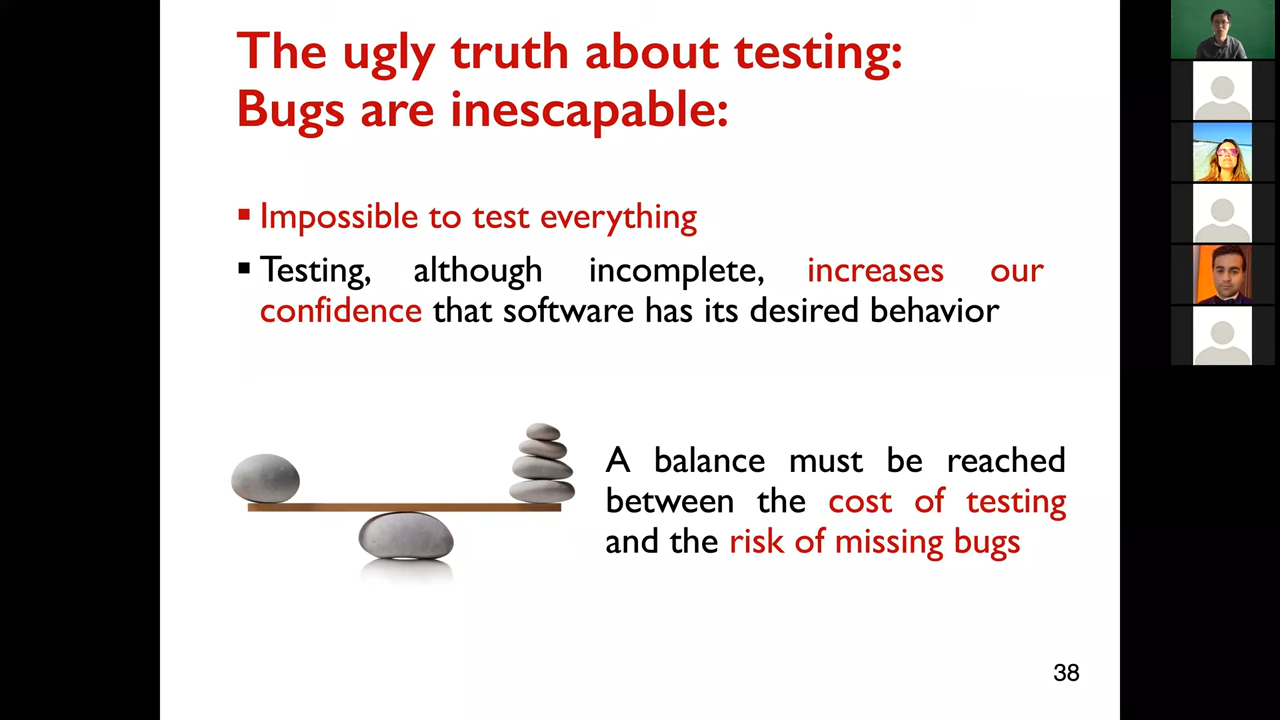 The ugly truth about testing:
Bugs are inescapable:
▪ Impossible to test everything
▪ Testing, although incomplete, increases our
confidence that software has its desired behavior
A balance must be reached
between the cost of testing
and the risk of missing bugs
38